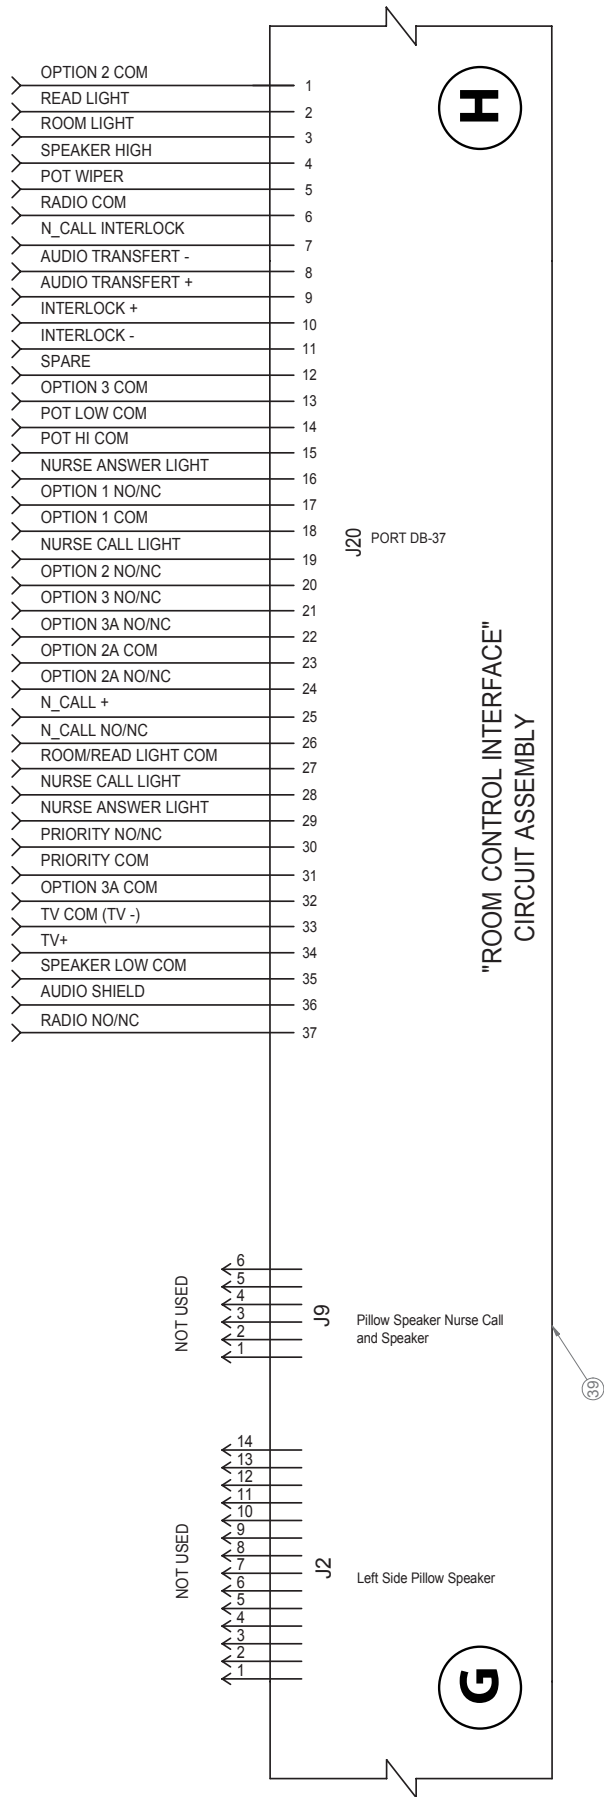 H
OPTION 2 COM 1
READ LIGHT 2
ROOM LIGHT 3
SPEAKER HIGH 4
POT WIPER 5
RADIO COM 6
N_CALL INTERLOCK 7
AUDIO TRANSFERT - 8
AUDIO TRANSFERT + 9
INTERLOCK + 10
INTERLOCK - 11
SPARE 12
OPTION 3 COM 13
POT LOW COM 14
POT HI COM 15
NURSE ANSWER LIGHT 16
OPTION 1 NO/NC 17
OPTION 1 COM 18
NURSE CALL LIGHT 19
OPTION 2 NO/NC 20
OPTION 3 NO/NC 21
OPTION 3A NO/NC 22
OPTION 2A COM 23
OPTION 2A NO/NC 24
N_CALL + 25
N_CALL NO/NC 26
ROOM/READ LIGHT COM 27
NURSE CALL LIGHT 28
NURSE ANSWER LIGHT 29
PRIORITY NO/NC 30
PRIORITY COM 31
OPTION 3A COM 32
TV COM (TV -) 33
TV+ 34
SPEAKER LOW COM 35
AUDIO SHIELD 36
RADIO NO/NC 37
J20 PORT DB-37
"ROOM CONTROL INTERFACE"
CIRCUIT ASSEMBLY
NOT USED
6
5
4
3
2
1
J9
Pillow Speaker Nurse Call
and Speaker
39
NOT USED
14
13
12
11
10
9
8
7
6
5
4
3
2
1
J2
Left Side Pillow Speaker
G